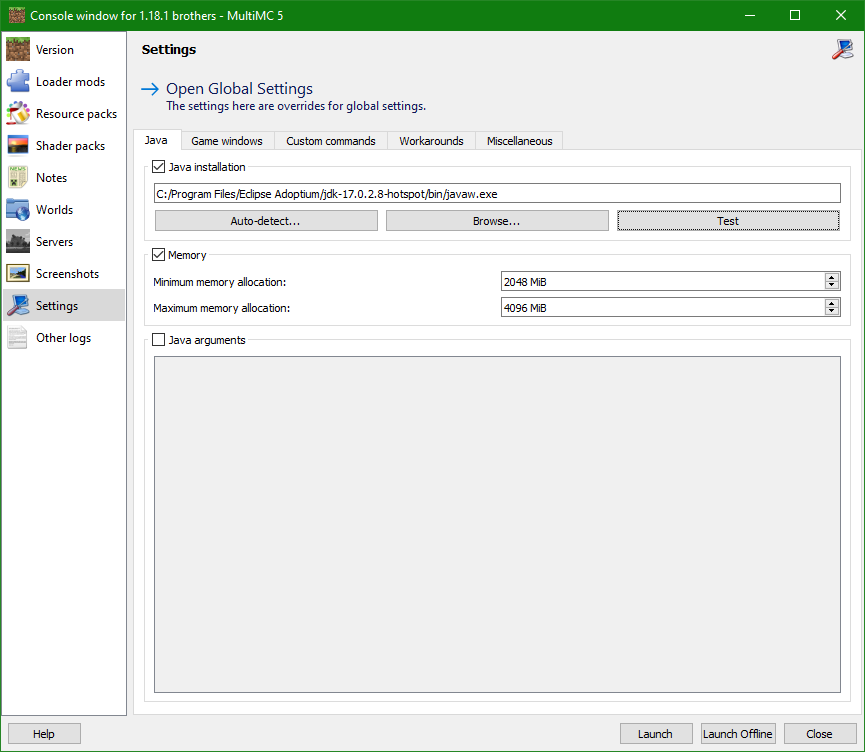 Console window for 1.18.1 brothers - MultiMC 5
Version
Loader mods
Resource packs
Shader packs
Notes
Worlds
Servers
Screenshots
Settings
Other logs
Settings
Open Global Settings
The settings here are overrides for global settings.
Java Game windows Custom commands Workarounds Miscellaneous
Java installation
C:/Program Files/Eclipse Adoptium/jdk-17.0.2.8-hotspot/bin/javaw.exe
Auto-detect... Browse... Test
Memory
Minimum memory allocation: 2048 MiB
Maximum memory allocation: 4096 MiB
Java arguments
Help Launch Launch Offline Close